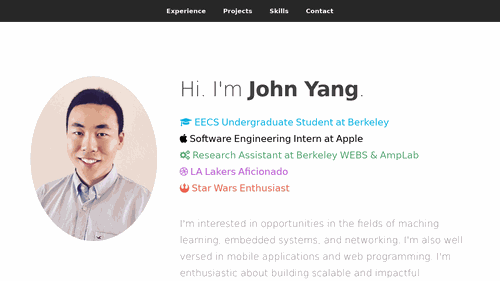 Experience Projects Skills Contact
Hi. I'm John Yang.
EECS Undergraduate Student at Berkeley
Software Engineering Intern at Apple
Research Assistant at Berkeley WEBS & AmpLab
LA Lakers Aficionado
Star Wars Enthusiast
I'm interested in opportunities in the fields of maching
learning, embedded systems, and networking. I'm also well
versed in mobile applications and web programming. I'm
enthusiastic about building scalable and impactful